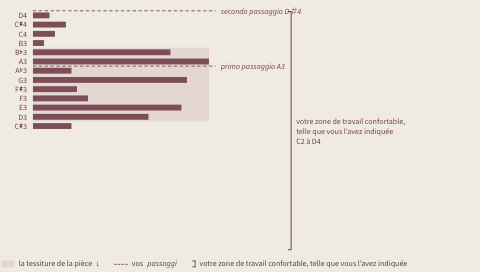 secondo passaggio D♯4
D4
C♯4
C4
B3
B♭3
A3
primo passaggio A3
A♭3
G3
F♯3
F3
E3
D3
C♯3
votre zone de travail confortable,
telle que vous l'avez indiquée
C2 à D4
la tessiture de la pièce ↓ vos passaggi votre zone de travail confortable, telle que vous l'avez indiquée